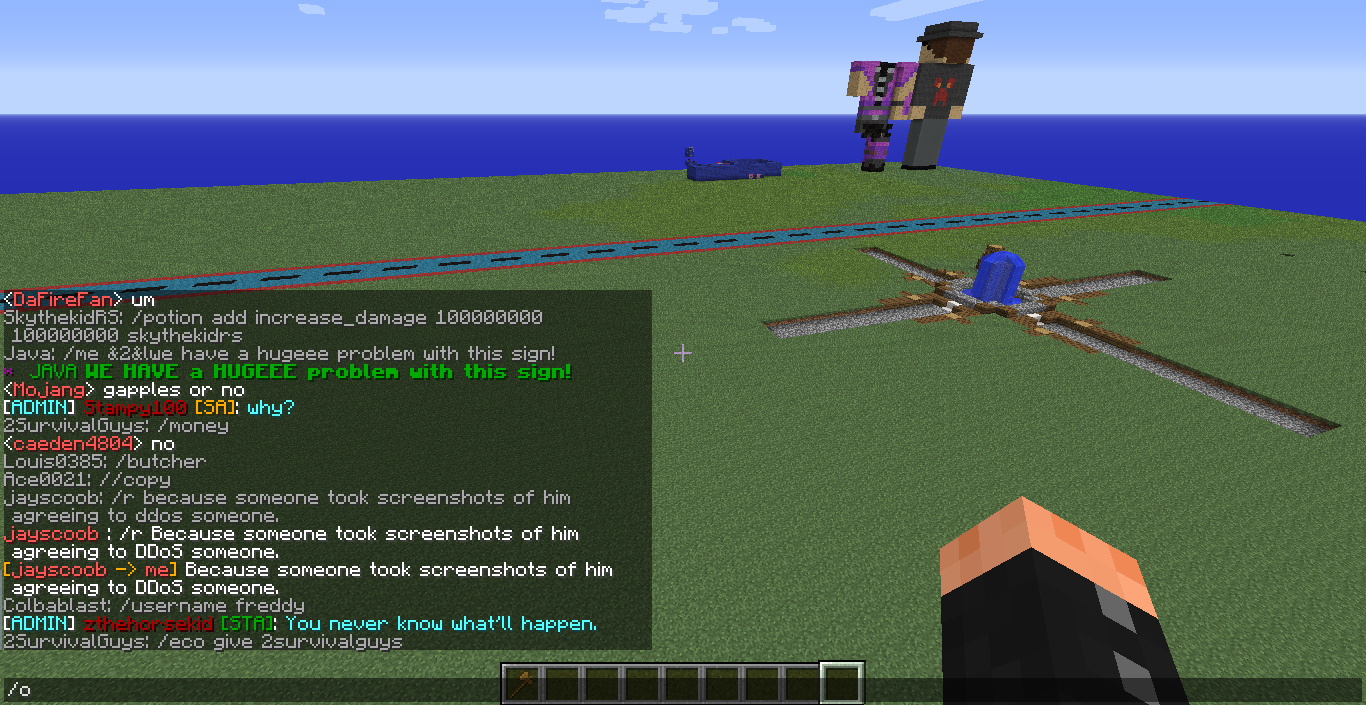 <DaFireFan> um
SkythekidRS: /potion add increase_damage 100000000
100000000 skythekidrs
Java: /me &2&lwe have a hugeee problem with this sign!
* JAVA WE HAVE a HUGEEE problem with this sign!
<Mojang> gapples or no
[ADMIN] Stampy100 [SA]: why?
2SurvivalGuys: /money
<caeden4804> no
Louis0385: /butcher
Ace0021: //copy
jayscoob: /r because someone took screenshots of him
agreeing to ddos someone.
jayscoob : /r Because someone took screenshots of him
agreeing to DDoS someone.
[jayscoob -> me] Because someone took screenshots of him
agreeing to DDoS someone.
Colbablast: /username freddy
[ADMIN] zthehorsekid [STA]: You never know what'll happen.
2SurvivalGuys: /eco give 2survivalguys
/o